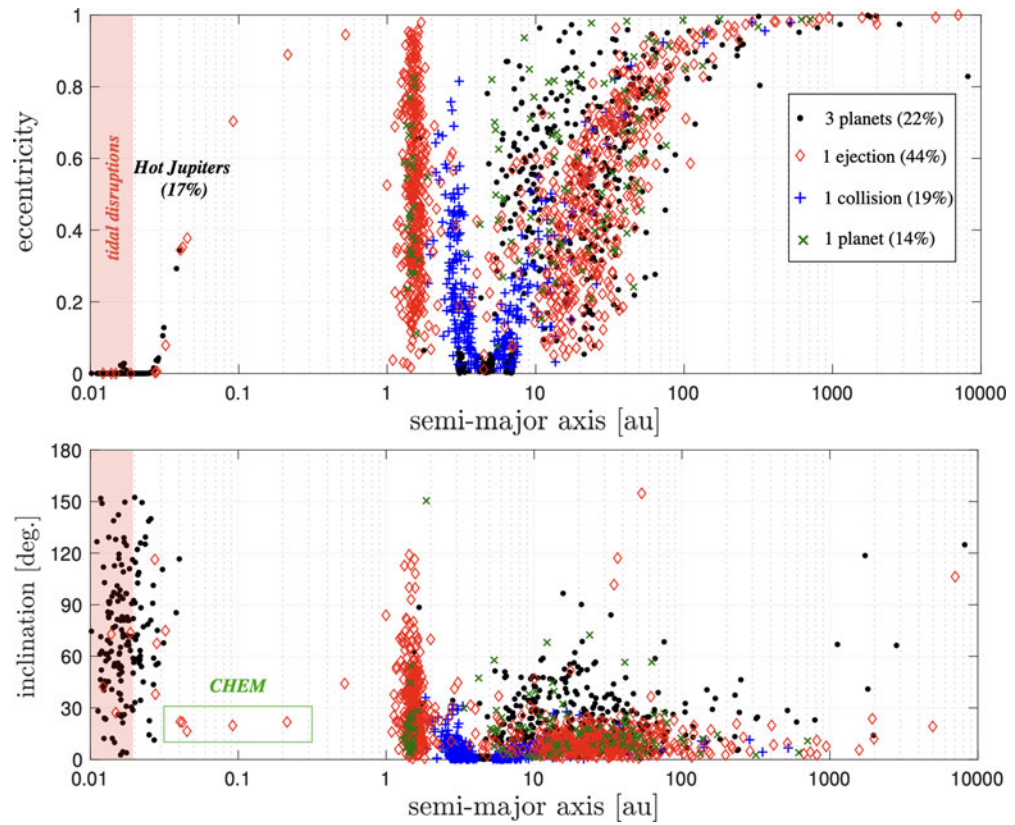 1
0.8
0.6
0.4
0.2
0
eccentricity
tidal disruptions
Hot Jupiters
(17%)
3 planets (22%)
1 ejection (44%)
1 collision (19%)
1 planet (14%)
0.01 0.1 1 10 100 1000 10000
semi-major axis [au]
180
150
120
90
60
30
0
inclination [deg.]
CHEM
0.01 0.1 1 10 100 1000 10000
semi-major axis [au]